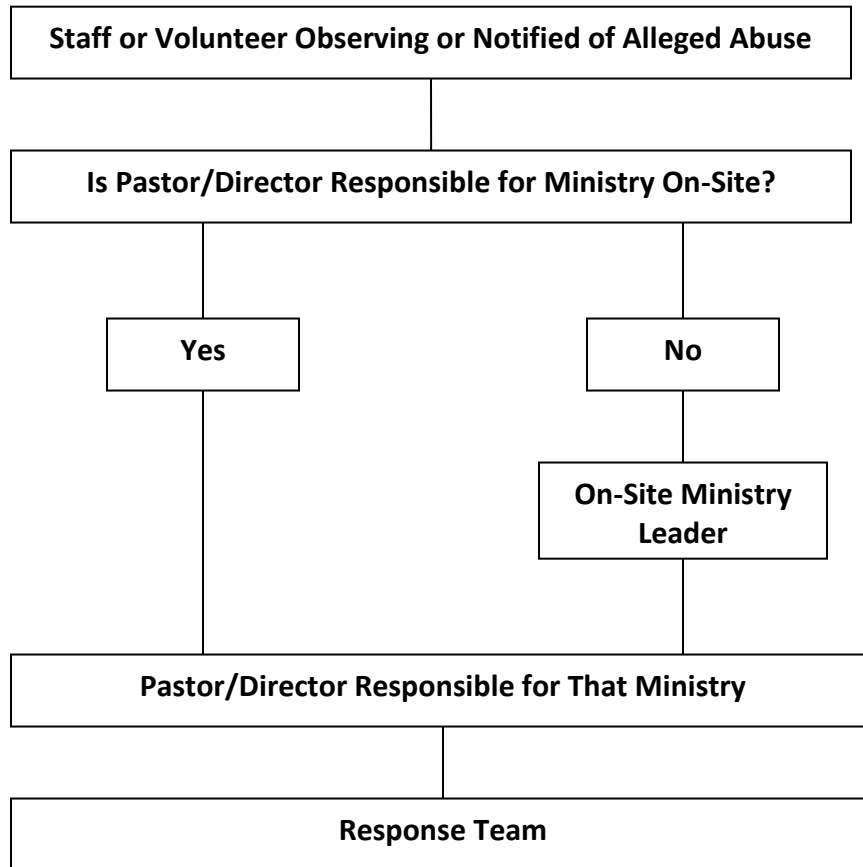 Staff or Volunteer Observing or Notified of Alleged Abuse
Is Pastor/Director Responsible for Ministry On-Site?
Yes
No
On-Site Ministry
Leader
Pastor/Director Responsible for That Ministry
Response Team